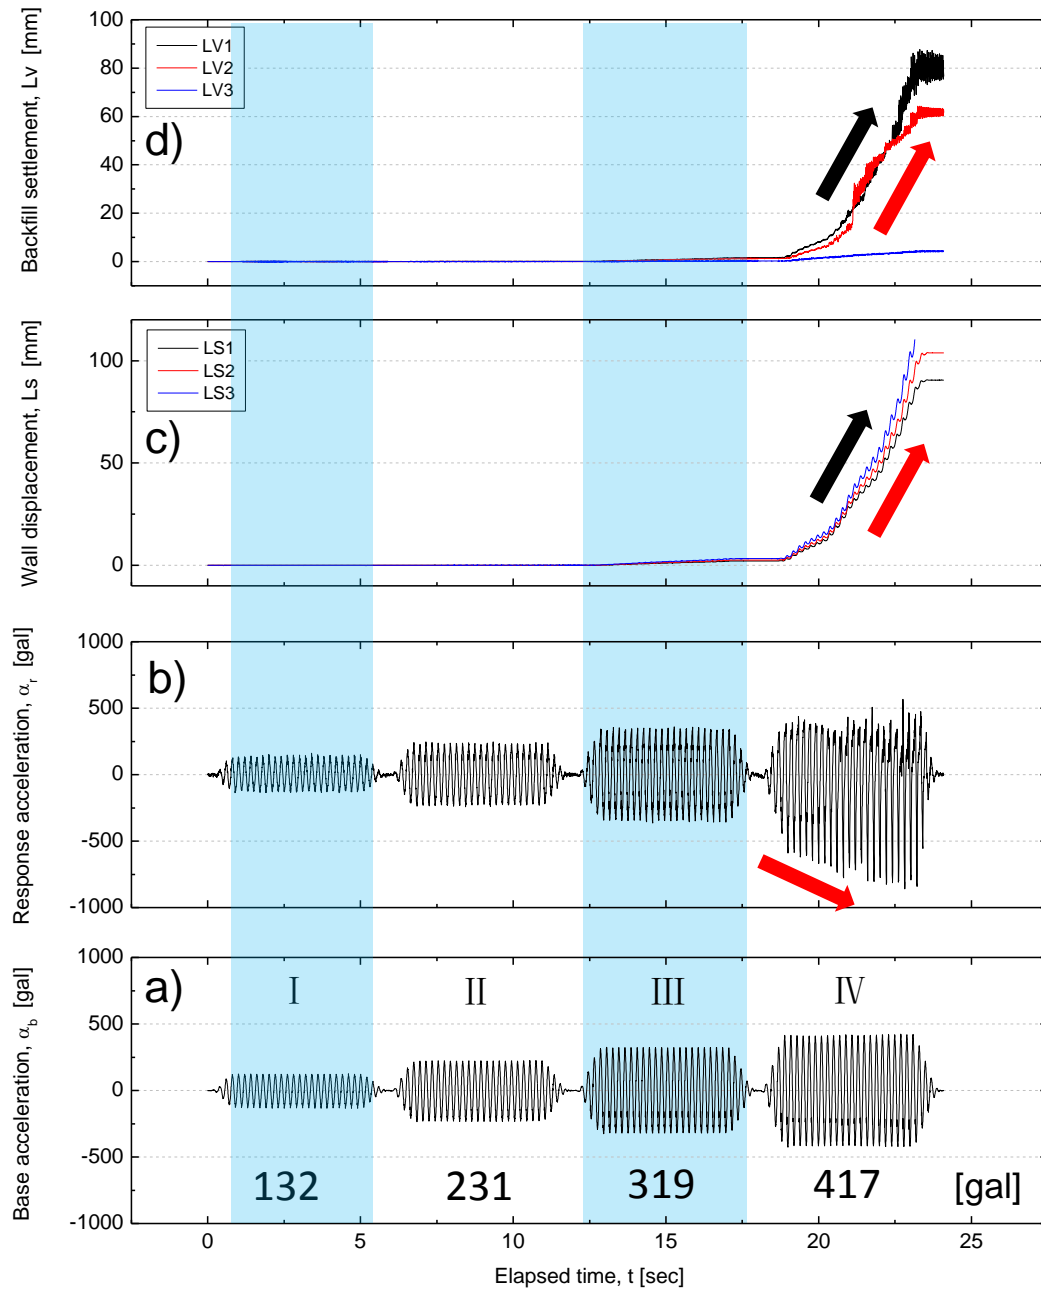 100
80
60
40
20
0
Backfill settlement, Lv [mm]
LV1
LV2
LV3
d)
100
50
0
Wall displacement, Ls [mm]
LS1
LS2
LS3
c)
1000
500
0
-500
-1000
Response acceleration, αr [gal]
b)
1000
500
0
-500
-1000
Base acceleration, αb [gal]
a)
I II III IV
132 231 319 417 [gal]
0 5 10 15 20 25
Elapsed time, t [sec]